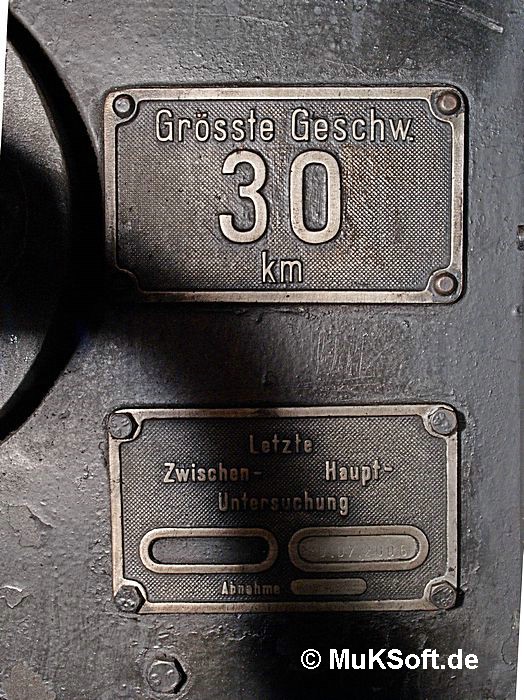 Grösste Geschw.
30
km
Letzte
Zwischen- Haupt-
Untersuchung
Abnahme
© MuKSoft.de